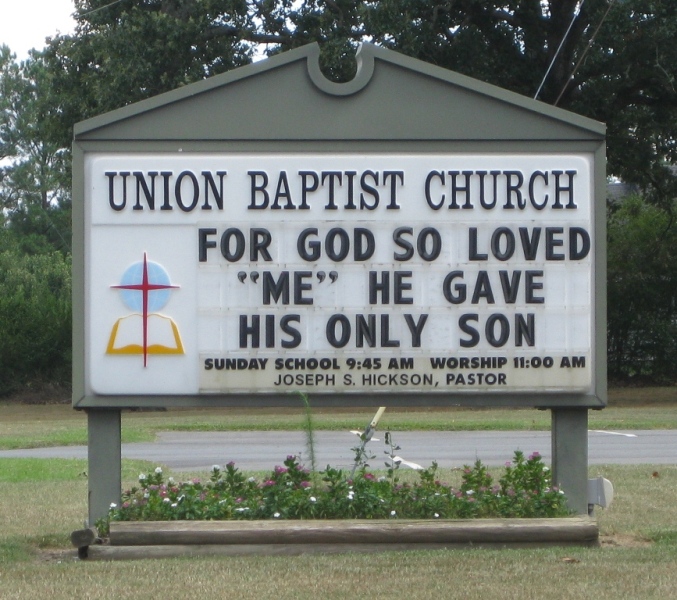 UNION BAPTIST CHURCH
FOR GOD SO LOVED
“ME” HE GAVE
HIS ONLY SON
SUNDAY SCHOOL 9:45 AM WORSHIP 11:00 AM
JOSEPH S. HICKSON, PASTOR